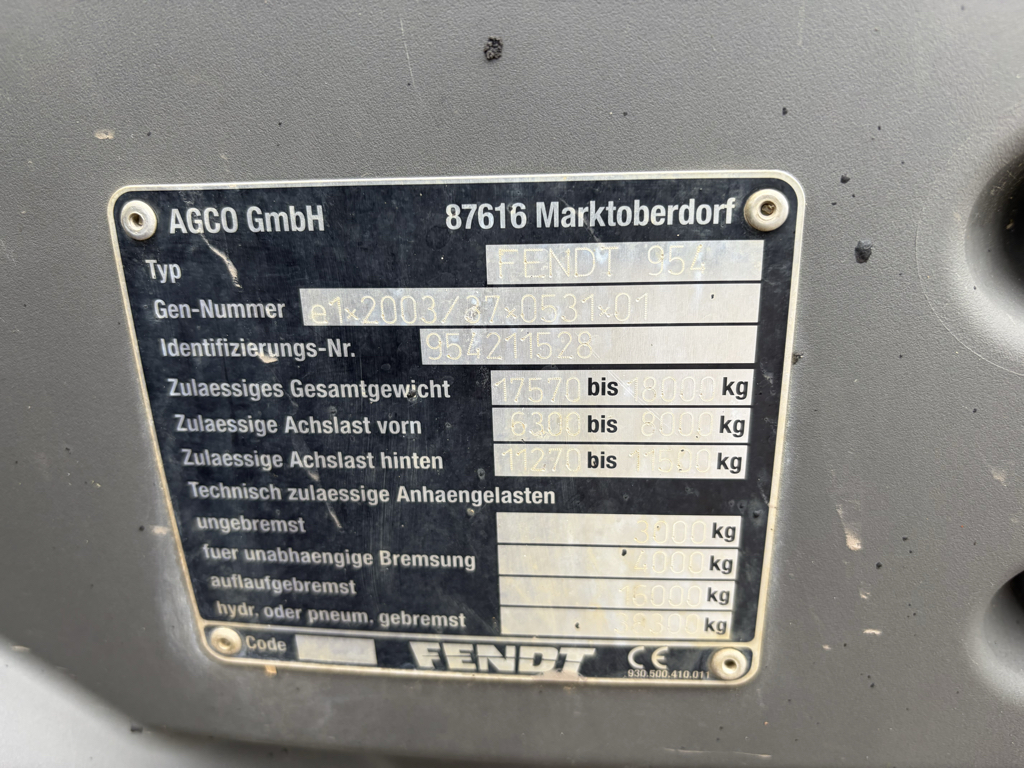 AGCO GmbH 87616 Marktoberdorf
Typ FENDT 954
Gen-Nummer e1*2003/37*0531*01
Identifizierungs-Nr. 954211528
Zulaessiges Gesamtgewicht 17570 bis 18000 kg
Zulaessige Achslast vorn 6300 bis 8000 kg
Zulaessige Achslast hinten 11270 bis kg
Technisch zulaessige Anhaengelasten
ungebremst 3000 kg
fuer unabhaengige Bremsung 4000 kg
auflaufgebremst kg
hydr. oder pneum. gebremst kg
Code FENDT CE
930.500.410.011